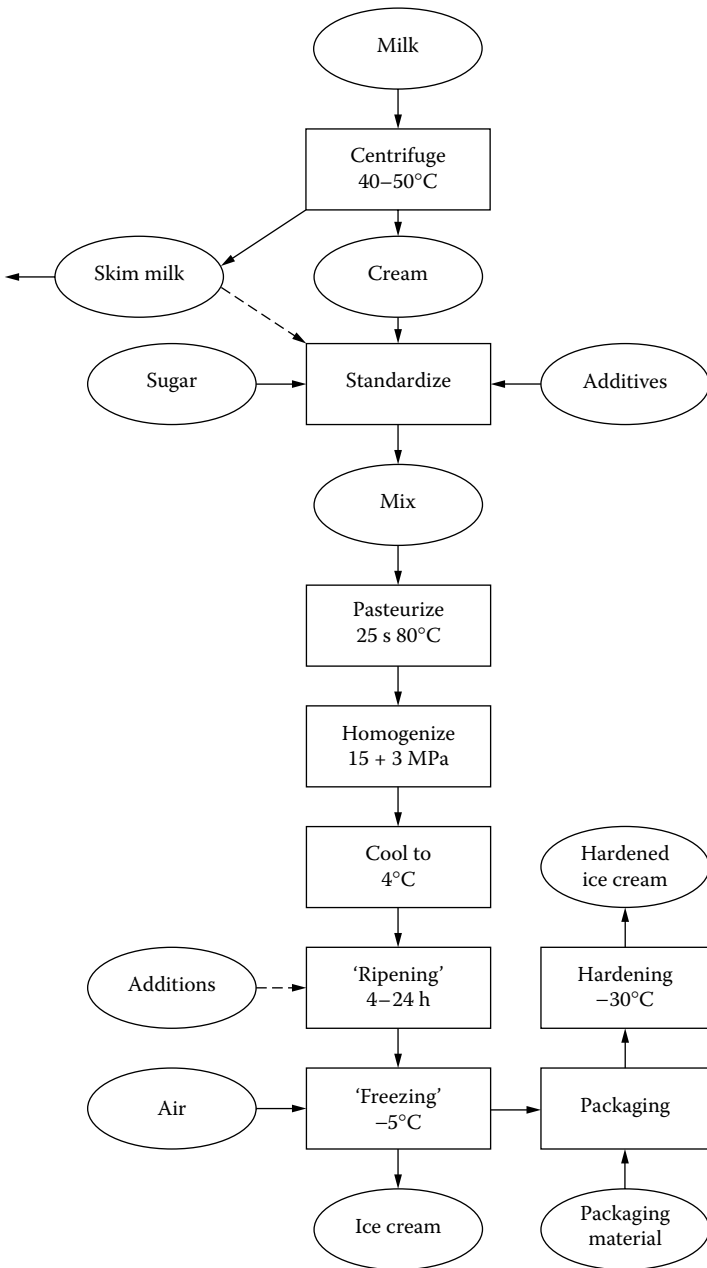 Milk
Centrifuge
40–50°C
Skim milk
Cream
Sugar
Standardize
Additives
Mix
Pasteurize
25 s 80°C
Homogenize
15 + 3 MPa
Cool to
4°C
Hardened
ice cream
Additions
‘Ripening’
4–24 h
Hardening
–30°C
Air
‘Freezing’
–5°C
Packaging
Ice cream
Packaging
material